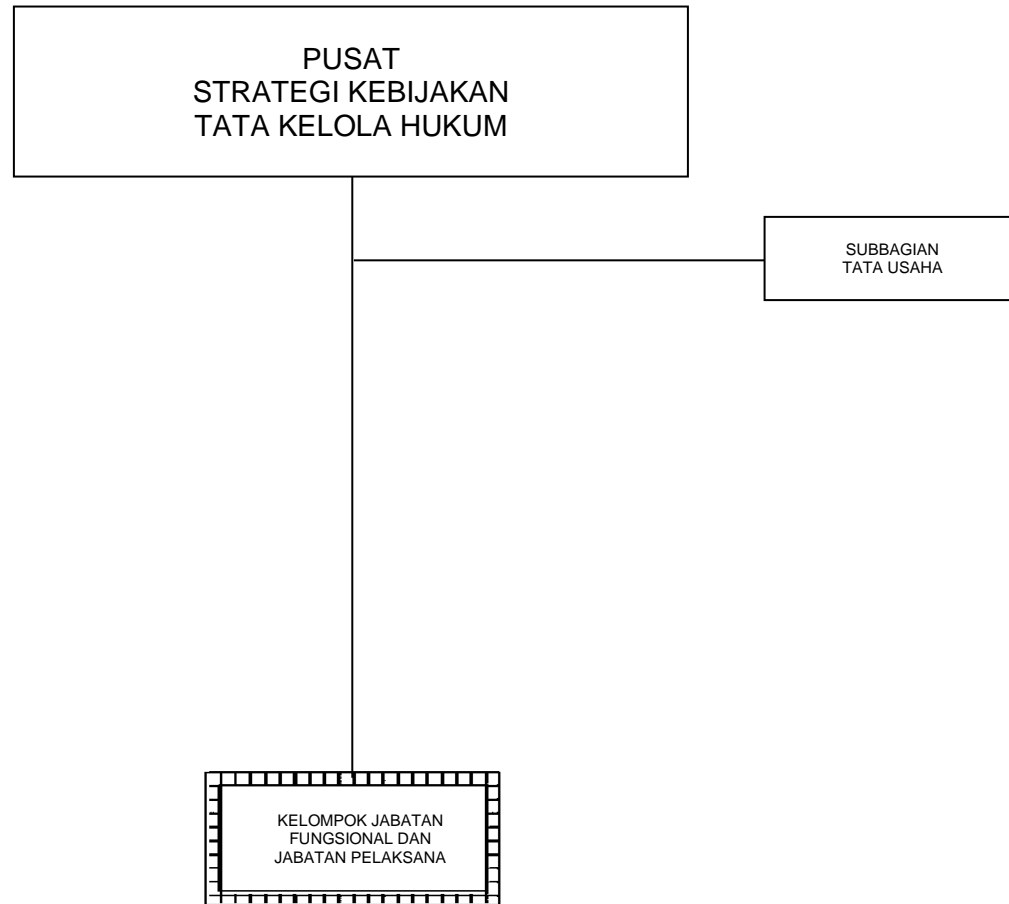 PUSAT
STRATEGI KEBIJAKAN
TATA KELOLA HUKUM
SUBBAGIAN
TATA USAHA
KELOMPOK JABATAN
FUNGSIONAL DAN
JABATAN PELAKSANA